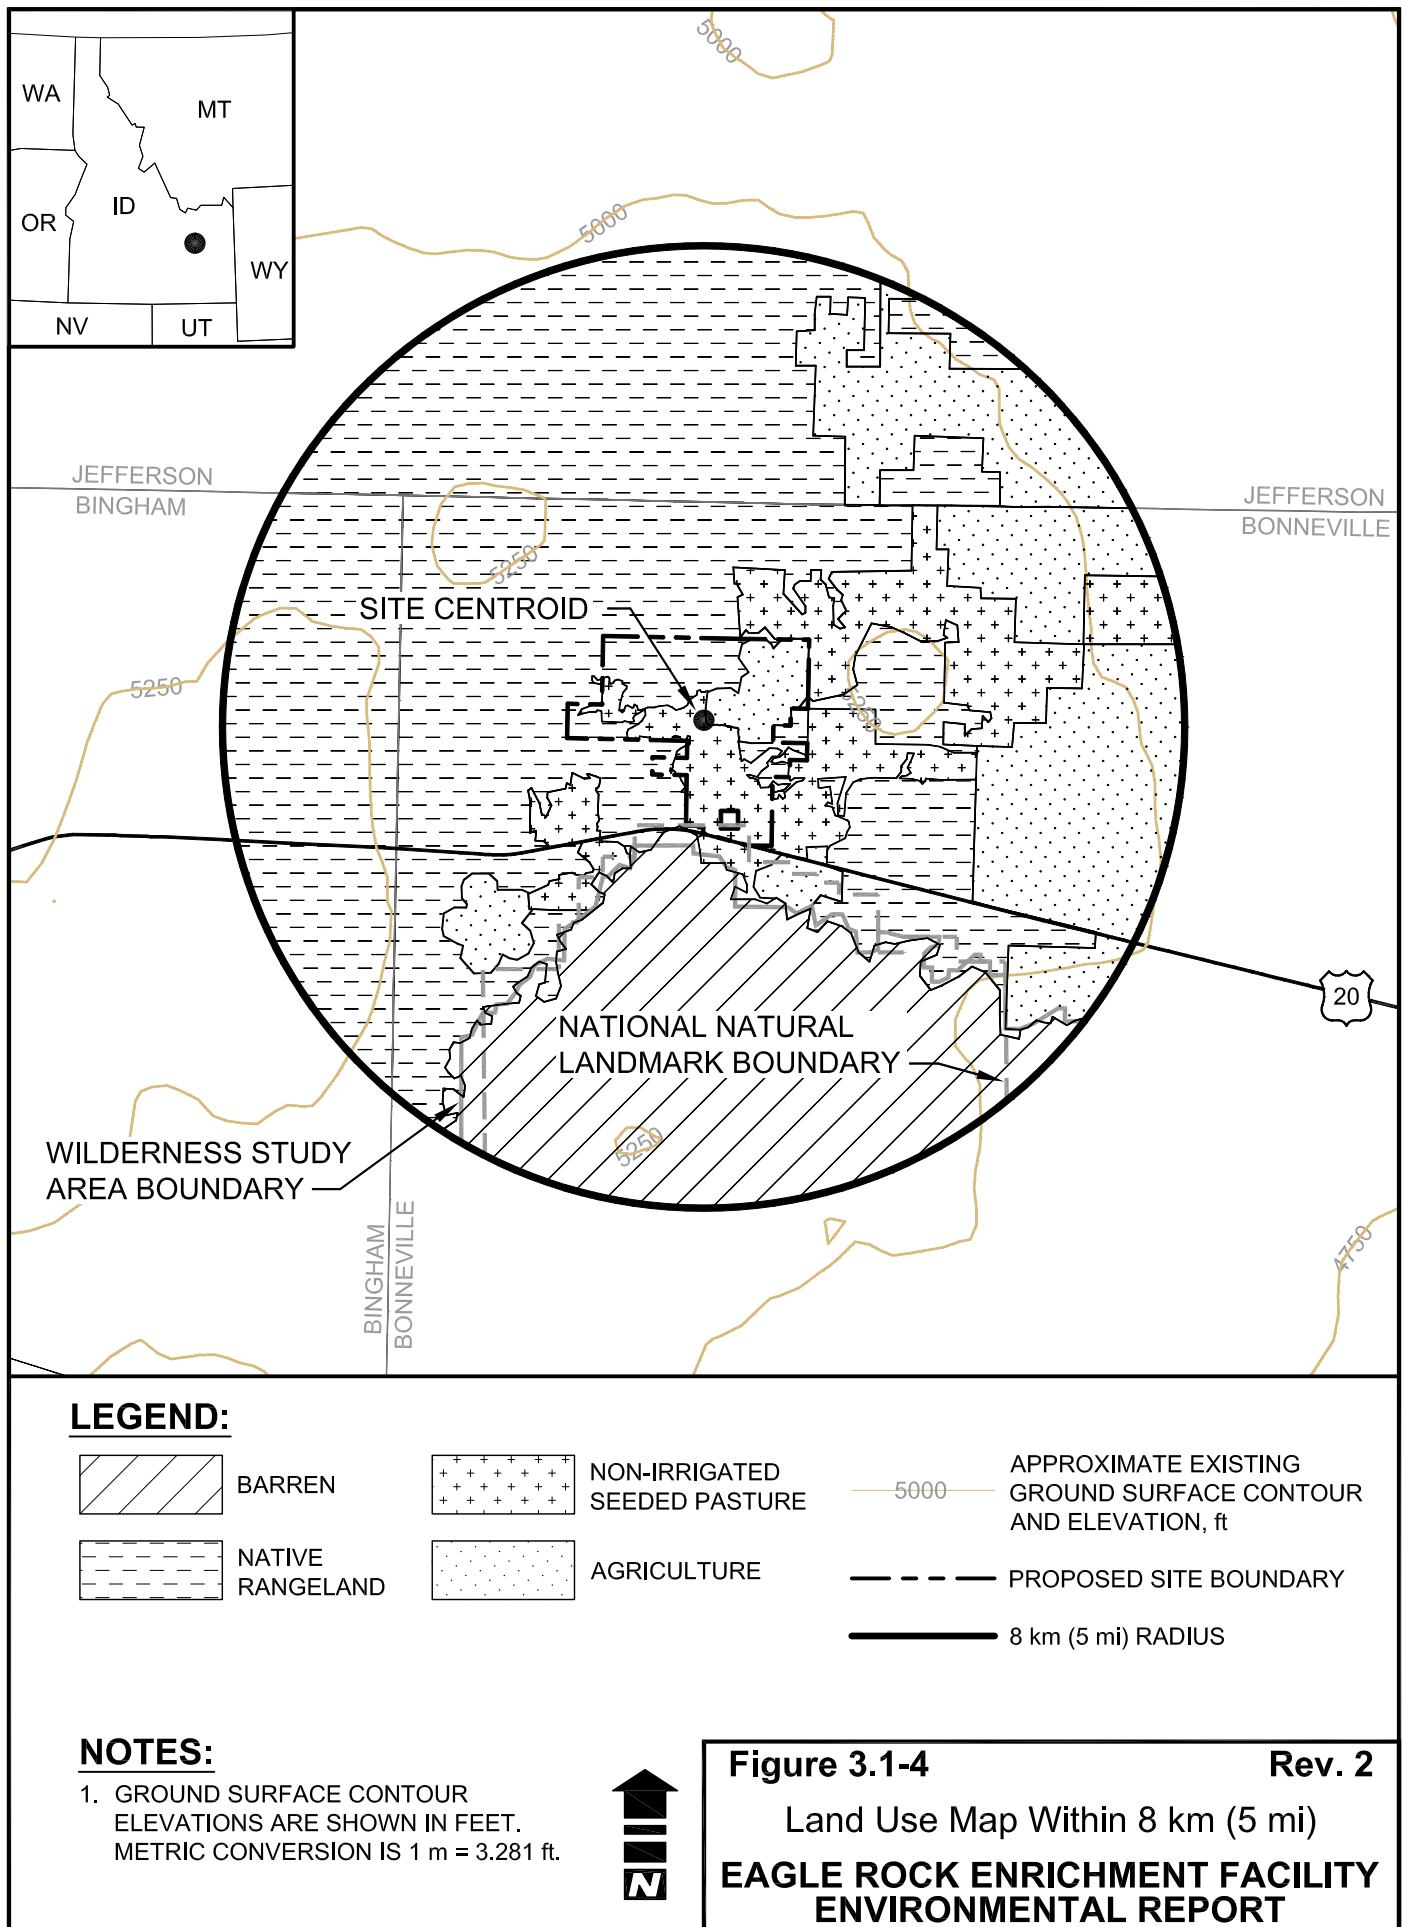 WA
MT
OR
ID
WY
NV
UT
5000
5000
JEFFERSON
BINGHAM
JEFFERSON
BONNEVILLE
5250
SITE CENTROID
5250
5250
20
NATIONAL NATURAL
LANDMARK BOUNDARY
WILDERNESS STUDY
AREA BOUNDARY
5250
BINGHAM
BONNEVILLE
4750
LEGEND:
BARREN
NATIVE
RANGELAND
NON-IRRIGATED
SEEDED PASTURE
AGRICULTURE
5000
APPROXIMATE EXISTING
GROUND SURFACE CONTOUR
AND ELEVATION, ft
PROPOSED SITE BOUNDARY
8 km (5 mi) RADIUS
NOTES:
1. GROUND SURFACE CONTOUR
ELEVATIONS ARE SHOWN IN FEET.
METRIC CONVERSION IS 1 m = 3.281 ft.
N
Figure 3.1-4 Rev. 2
Land Use Map Within 8 km (5 mi)
EAGLE ROCK ENRICHMENT FACILITY
ENVIRONMENTAL REPORT